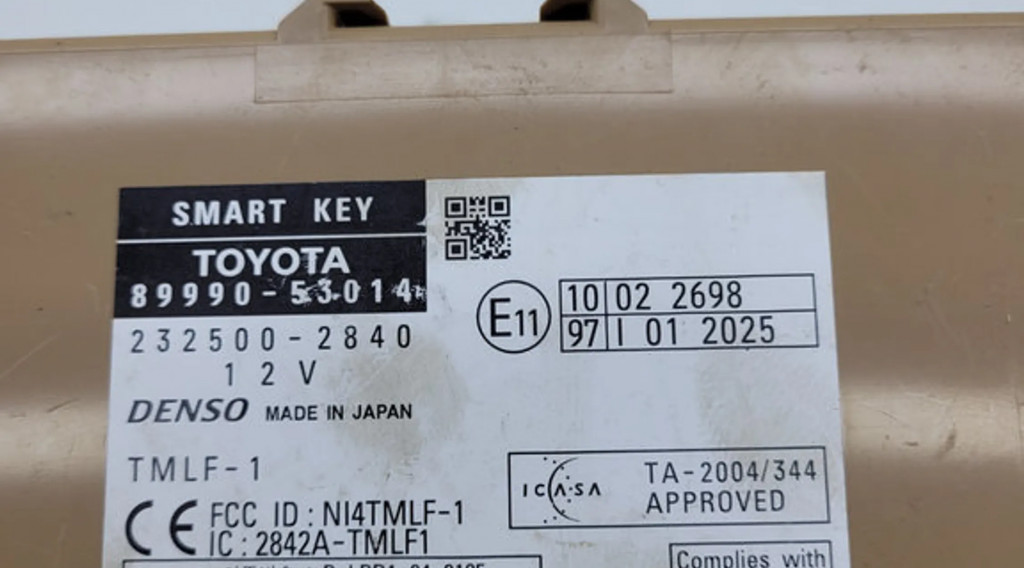 SMART KEY
TOYOTA
89990-53014
232500-2840
12V
DENSO MADE IN JAPAN
TMLF-1
CE FCC ID : NI4TMLF-1
IC : 2842A-TMLF1
E11
10 02 2698
97 I 01 2025
ICASA
TA-2004/344
APPROVED
Complies with